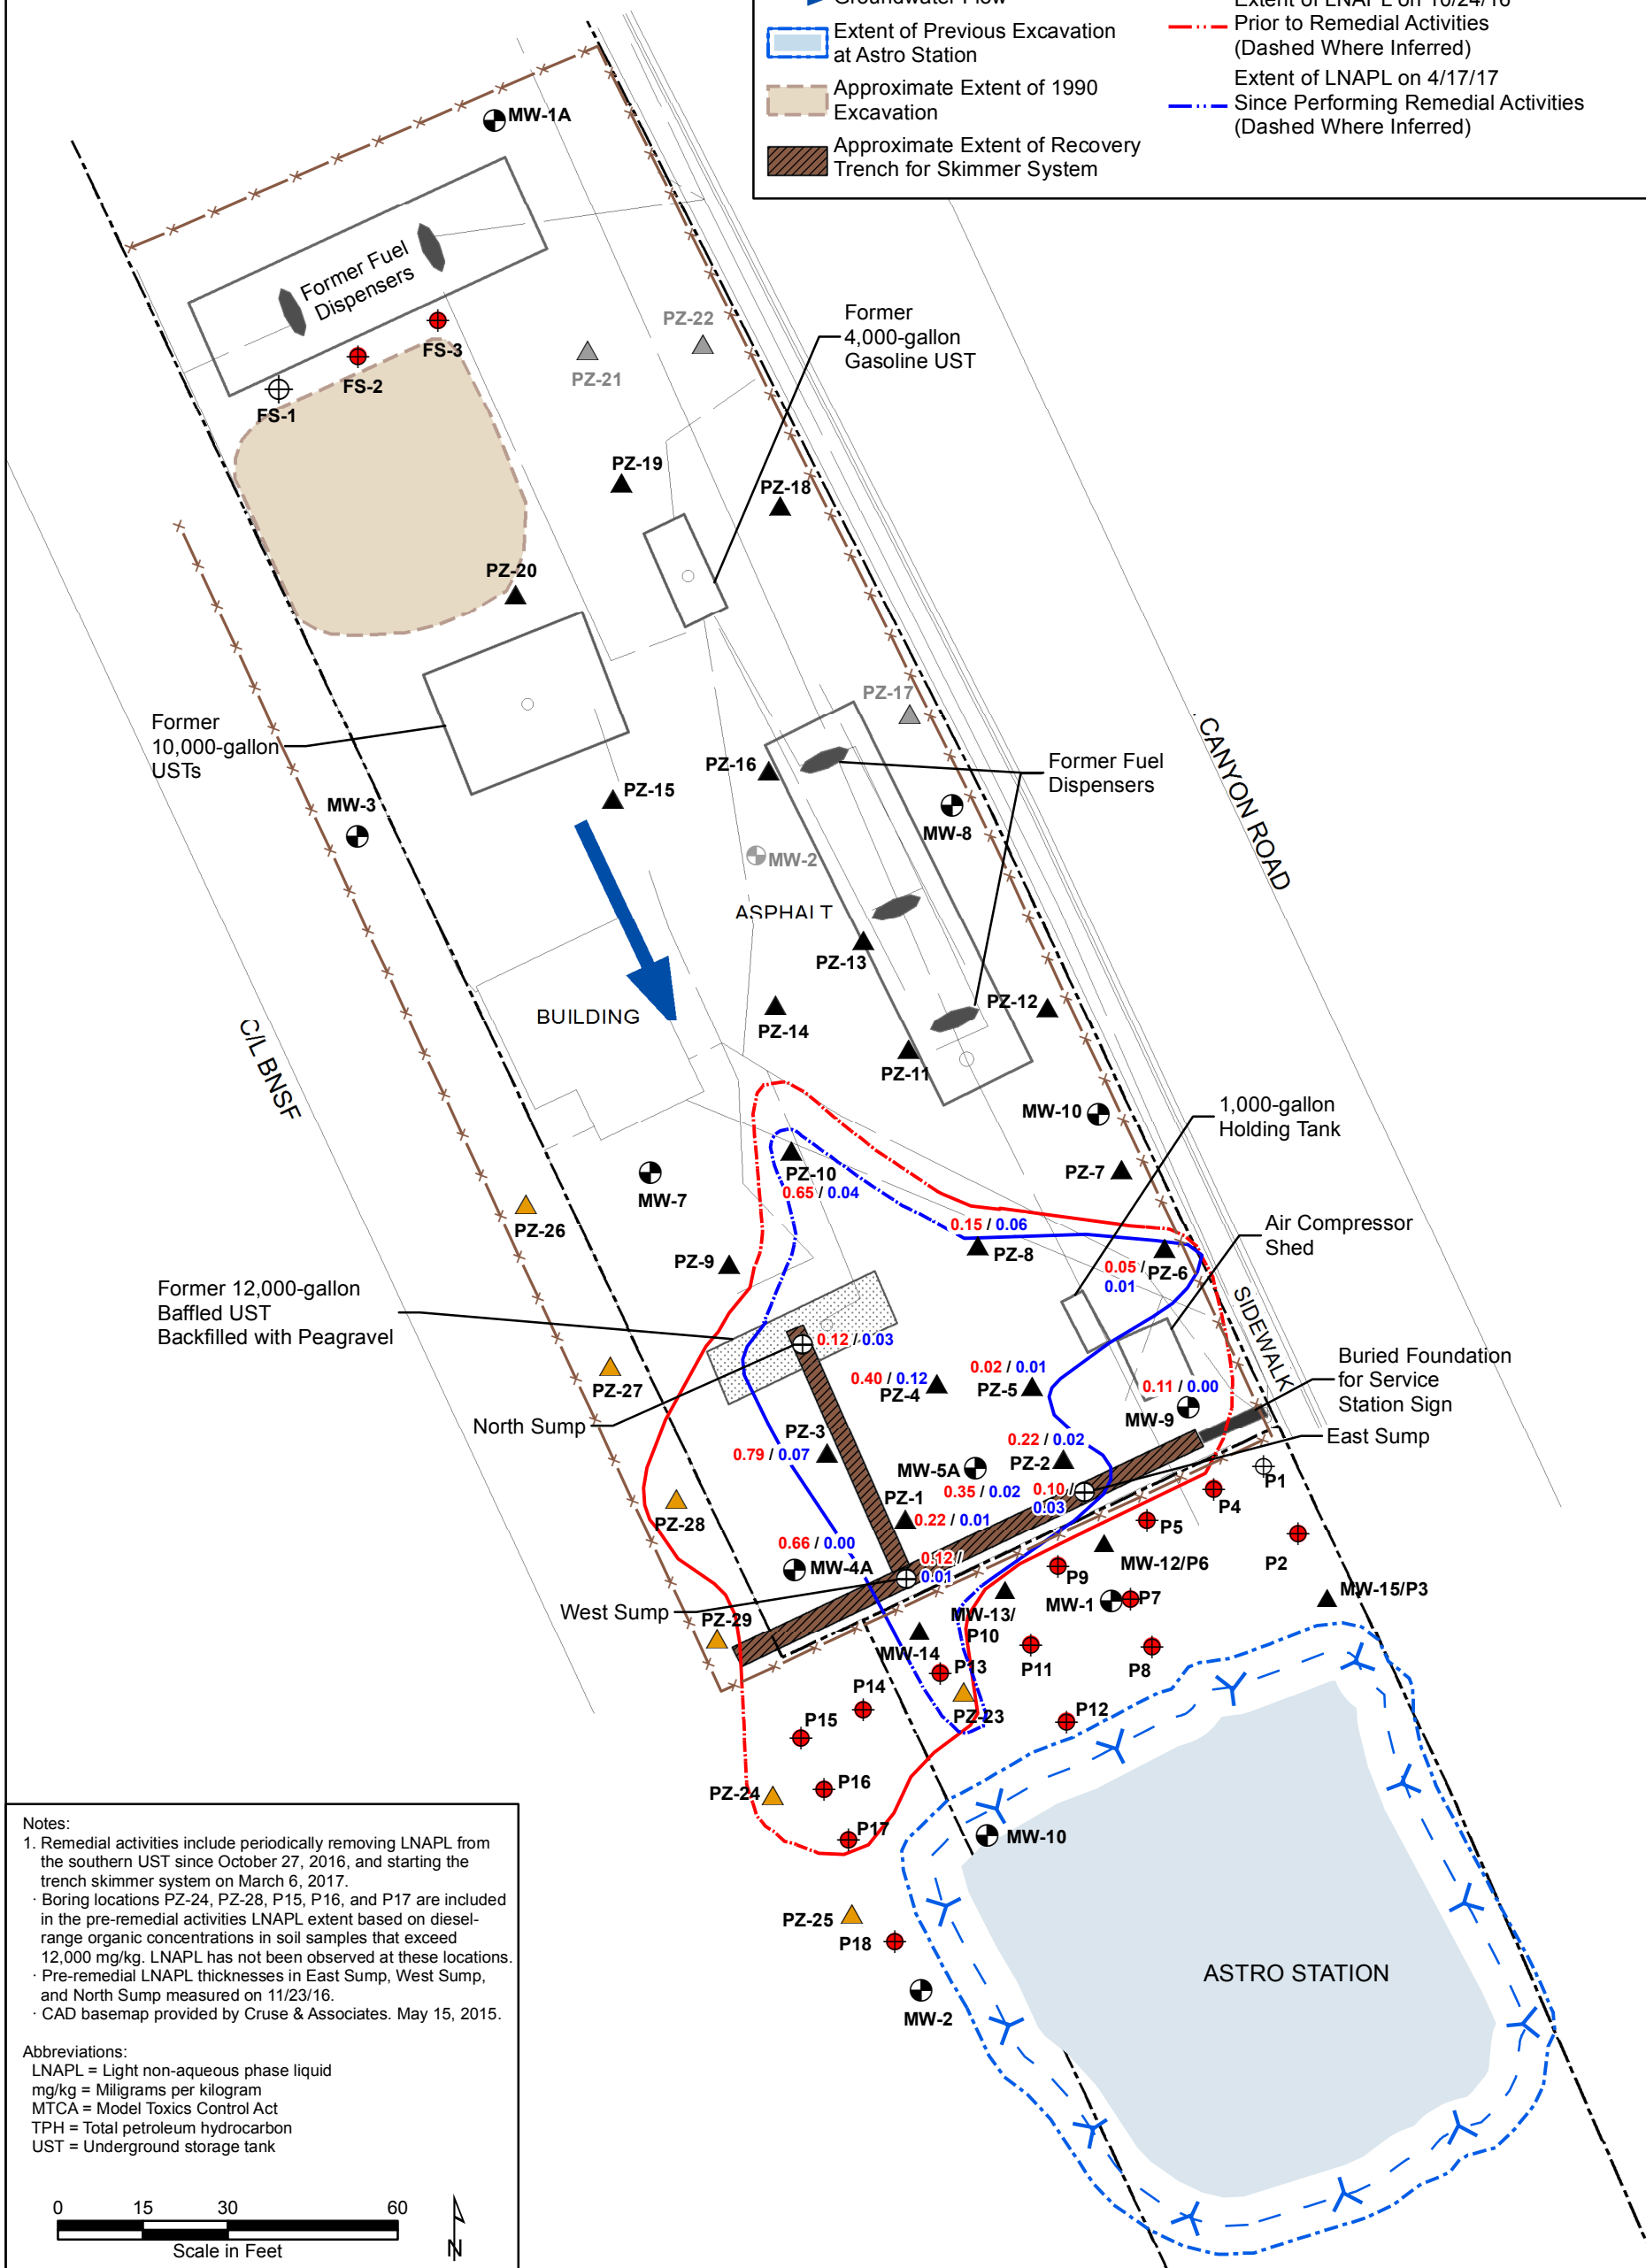 Groundwater Flow
Extent of Previous Excavation
at Astro Station
Approximate Extent of 1990
Excavation
Approximate Extent of Recovery
Trench for Skimmer System
Extent of LNAPL on 10/24/16
Prior to Remedial Activities
(Dashed Where Inferred)
Extent of LNAPL on 4/17/17
Since Performing Remedial Activities
(Dashed Where Inferred)
MW-1A
Former Fuel
Dispensers
FS-3
FS-2
FS-1
PZ-22
PZ-21
Former
4,000-gallon
Gasoline UST
PZ-19
PZ-18
PZ-20
PZ-17
Former
10,000-gallon
USTs
CANYON ROAD
PZ-16
PZ-15
Former Fuel
Dispensers
MW-3
MW-8
MW-2
ASPHALT
PZ-13
PZ-12
PZ-14
BUILDING
C/L BNSF
PZ-11
MW-10
1,000-gallon
Holding Tank
PZ-7
PZ-10
0.65 / 0.04
MW-7
PZ-26
0.15 / 0.06
PZ-8
Air Compressor
Shed
PZ-9
0.05 /
0.01
PZ-6
Former 12,000-gallon
Baffled UST
Backfilled with Peagravel
SIDEWALK
0.12 / 0.03
Buried Foundation
for Service
Station Sign
0.40 / 0.12
PZ-4
0.02 / 0.01
PZ-5
0.11 / 0.00
MW-9
PZ-27
North Sump
PZ-3
0.79 / 0.07
0.22 / 0.02
PZ-2
East Sump
MW-5A
0.35 / 0.02
0.10 /
0.03
P1
PZ-1
0.22 / 0.01
P4
PZ-28
P5
P2
0.66 / 0.00
MW-4A
0.12 /
0.01
MW-12/P6
P9
MW-15/P3
West Sump
PZ-29
MW-13/
P10
MW-1
P7
MW-14
P13
P11
P8
P14
PZ-23
P12
P15
PZ-24
P16
P17
MW-10
PZ-25
P18
ASTRO STATION
MW-2
Notes:
1. Remedial activities include periodically removing LNAPL from
the southern UST since October 27, 2016, and starting the
trench skimmer system on March 6, 2017.
· Boring locations PZ-24, PZ-28, P15, P16, and P17 are included
in the pre-remedial activities LNAPL extent based on diesel-
range organic concentrations in soil samples that exceed
12,000 mg/kg. LNAPL has not been observed at these locations.
· Pre-remedial LNAPL thicknesses in East Sump, West Sump,
and North Sump measured on 11/23/16.
· CAD basemap provided by Cruse & Associates. May 15, 2015.
Abbreviations:
LNAPL = Light non-aqueous phase liquid
mg/kg = Miligrams per kilogram
MTCA = Model Toxics Control Act
TPH = Total petroleum hydrocarbon
UST = Underground storage tank
0 15 30 60
Scale in Feet
N